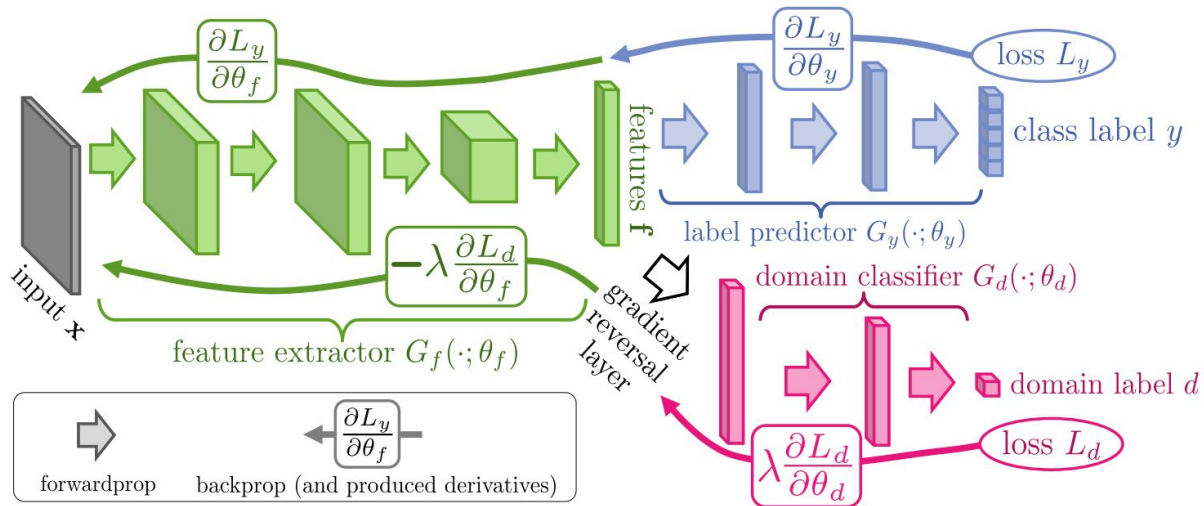 ∂L_y/∂θ_f
∂L_y/∂θ_y
loss L_y
features f
class label y
label predictor G_y(·;θ_y)
input x
−λ ∂L_d/∂θ_f
feature extractor G_f(·;θ_f)
gradient
reversal
layer
domain classifier G_d(·;θ_d)
domain label d
λ ∂L_d/∂θ_d
loss L_d
∂L_y/∂θ_f
forwardprop
backprop (and produced derivatives)